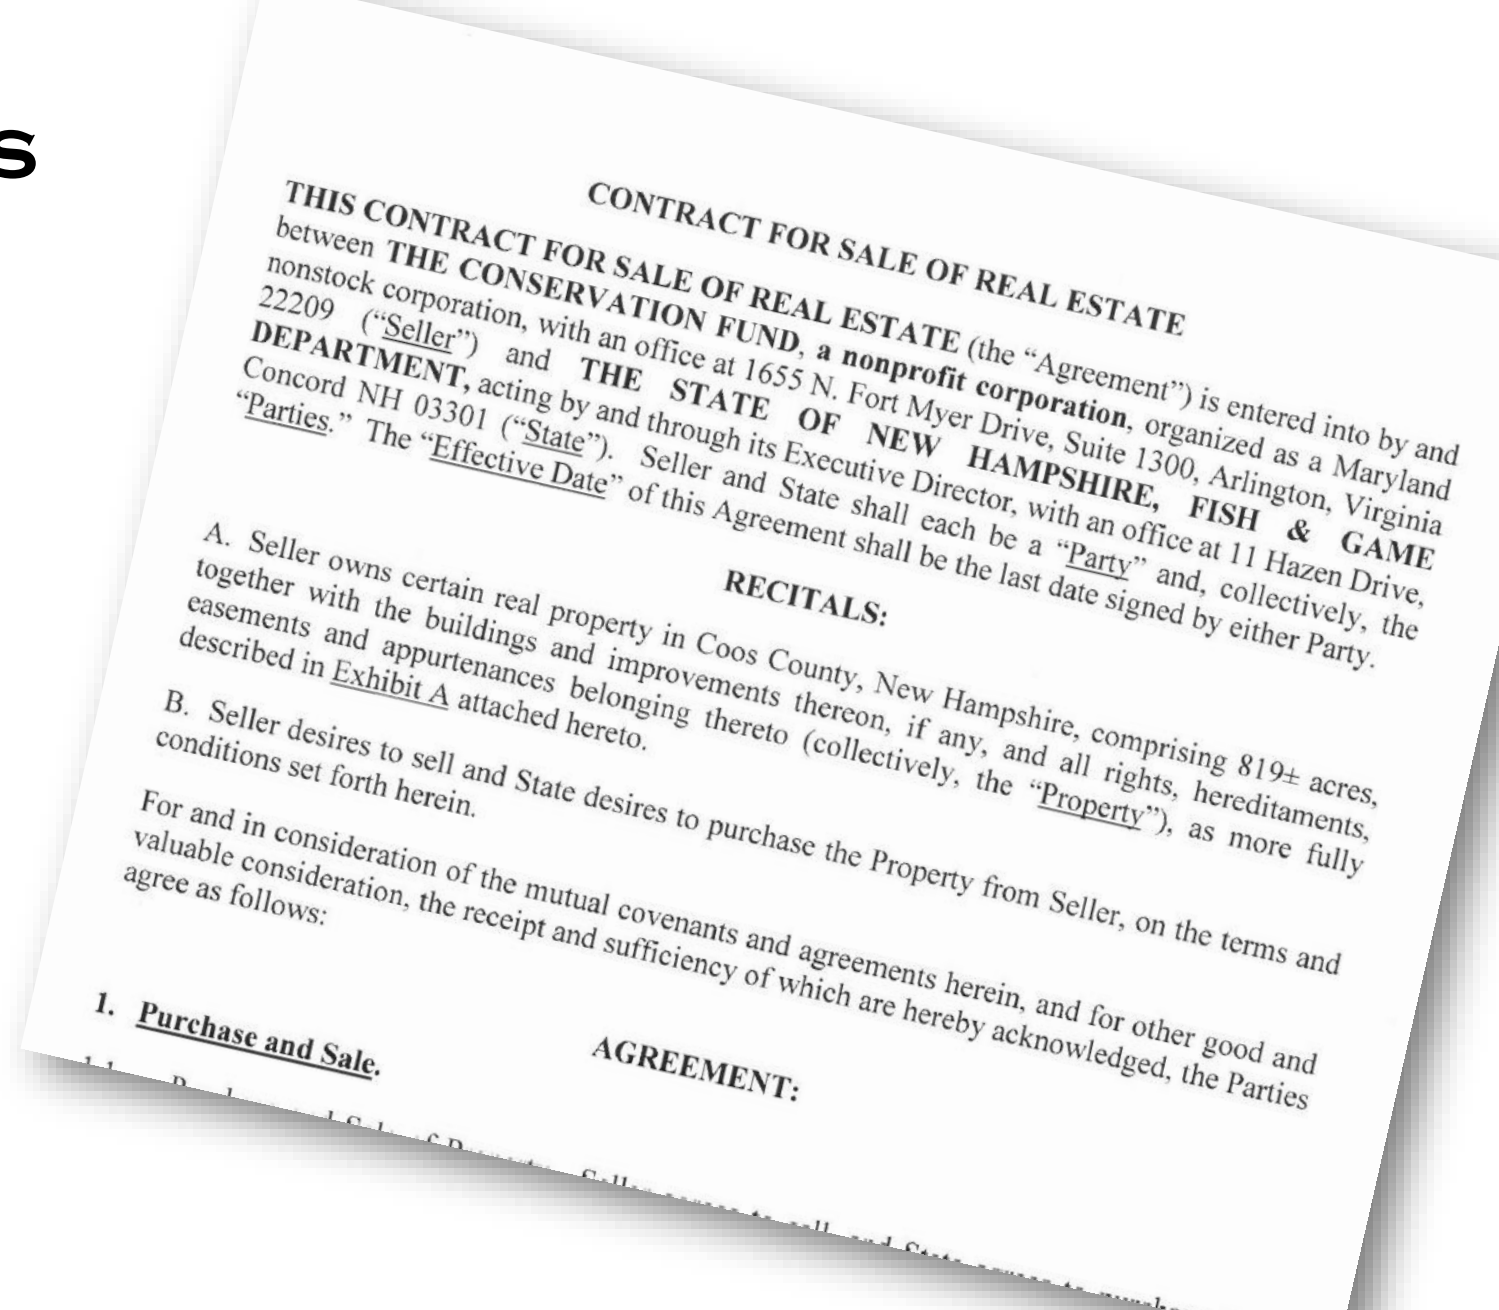 s
CONTRACT FOR SALE OF REAL ESTATE
THIS CONTRACT FOR SALE OF REAL ESTATE (the “Agreement”) is entered into by and
between THE CONSERVATION FUND, a nonprofit corporation, organized as a Maryland
nonstock corporation, with an office at 1655 N. Fort Myer Drive, Suite 1300, Arlington, Virginia
22209 (“Seller”) and THE STATE OF NEW HAMPSHIRE, FISH & GAME
DEPARTMENT, acting by and through its Executive Director, with an office at 11 Hazen Drive,
Concord NH 03301 (“State”). Seller and State shall each be a “Party” and, collectively, the
“Parties.” The “Effective Date” of this Agreement shall be the last date signed by either Party.
RECITALS:
A. Seller owns certain real property in Coos County, New Hampshire, comprising 819± acres,
together with the buildings and improvements thereon, if any, and all rights, hereditaments,
easements and appurtenances belonging thereto (collectively, the “Property”), as more fully
described in Exhibit A attached hereto.
B. Seller desires to sell and State desires to purchase the Property from Seller, on the terms and
conditions set forth herein.
For and in consideration of the mutual covenants and agreements herein, and for other good and
valuable consideration, the receipt and sufficiency of which are hereby acknowledged, the Parties
agree as follows:
AGREEMENT:
1. Purchase and Sale.